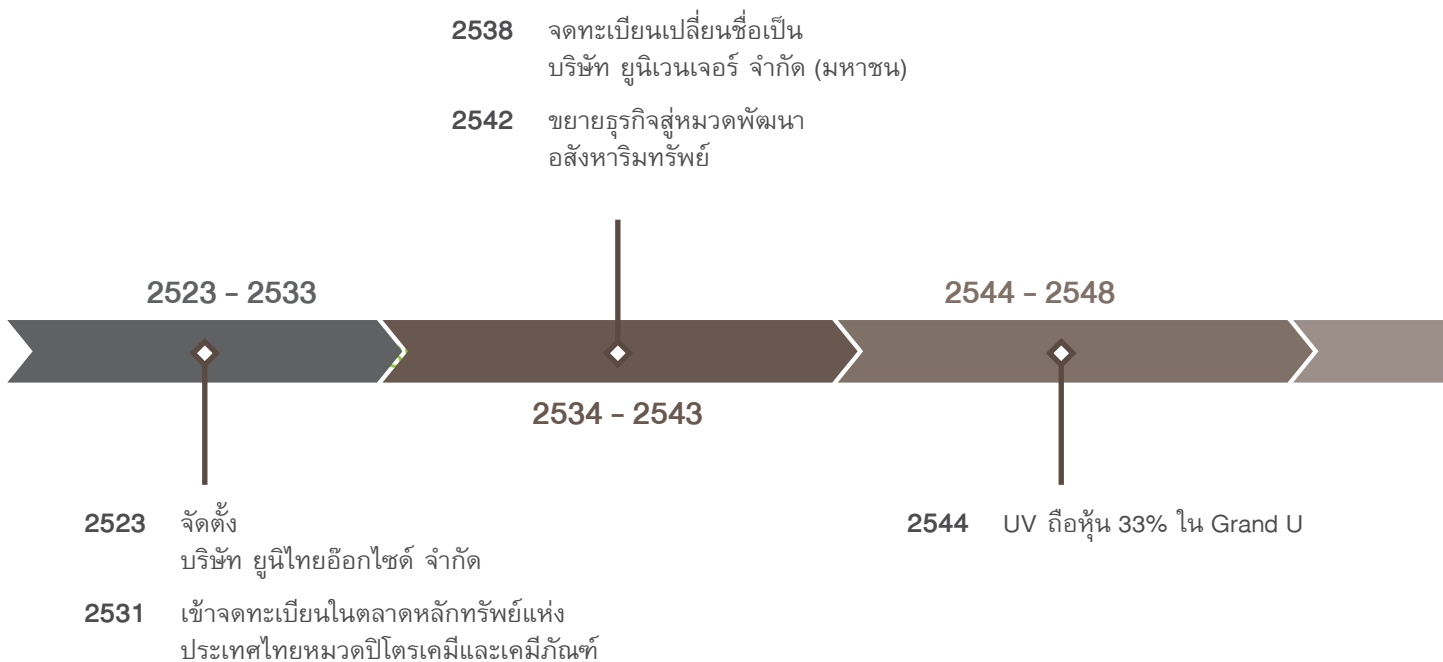 2538 จดทะเบียนเปลี่ยนชื่อเป็น
บริษัท ยูนิเวนเจอร์ จำกัด (มหาชน)
2542 ขยายธุรกิจสู่หมวดพัฒนา
อสังหาริมทรัพย์
2523 – 2533
2544 – 2548
2534 – 2543
2523 จัดตั้ง
บริษัท ยูนิไทยอ๊อกไซด์ จำกัด
2531 เข้าจดทะเบียนในตลาดหลักทรัพย์แห่ง
ประเทศไทยหมวดปิโตรเคมีและเคมีภัณฑ์
2544 UV ถือหุ้น 33% ใน Grand U